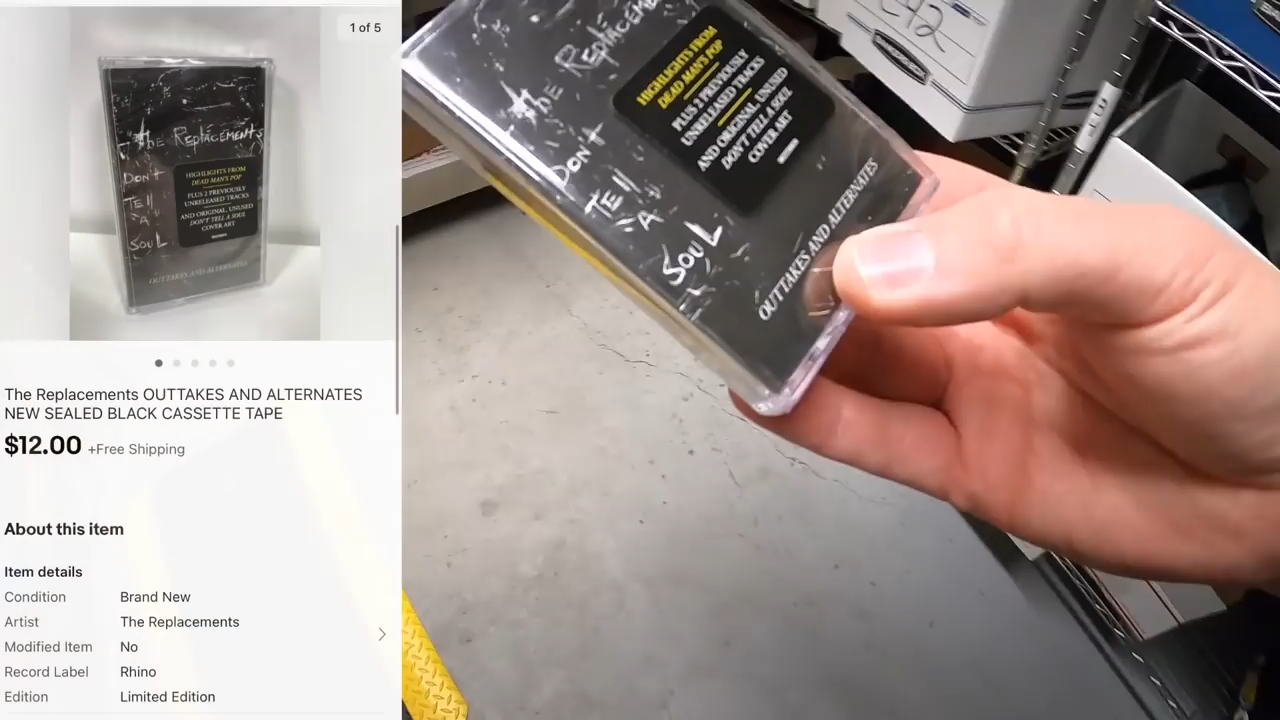 1 of 5
The Replacements
DON'T
TEll
"A"
SOUL
HIGHLIGHTS FROM
DEAD MAN'S POP
PLUS 2 PREVIOUSLY
UNRELEASED TRACKS
AND ORIGINAL, UNUSED
DON'T TELL A SOUL
COVER ART
OUTTAKES AND ALTERNATES
The Replacements OUTTAKES AND ALTERNATES
NEW SEALED BLACK CASSETTE TAPE
$12.00 +Free Shipping
About this item
Item details
Condition Brand New
Artist The Replacements
Modified Item No
Record Label Rhino
Edition Limited Edition
The Replaceme
DON'T
TEll
"A"
SOUL
HIGHLIGHTS FROM
DEAD MAN'S POP
PLUS 2 PREVIOUSLY
UNRELEASED TRACKS
AND ORIGINAL, UNUSED
DON'T TELL A SOUL
COVER ART
OUTTAKES AND ALTERNATES